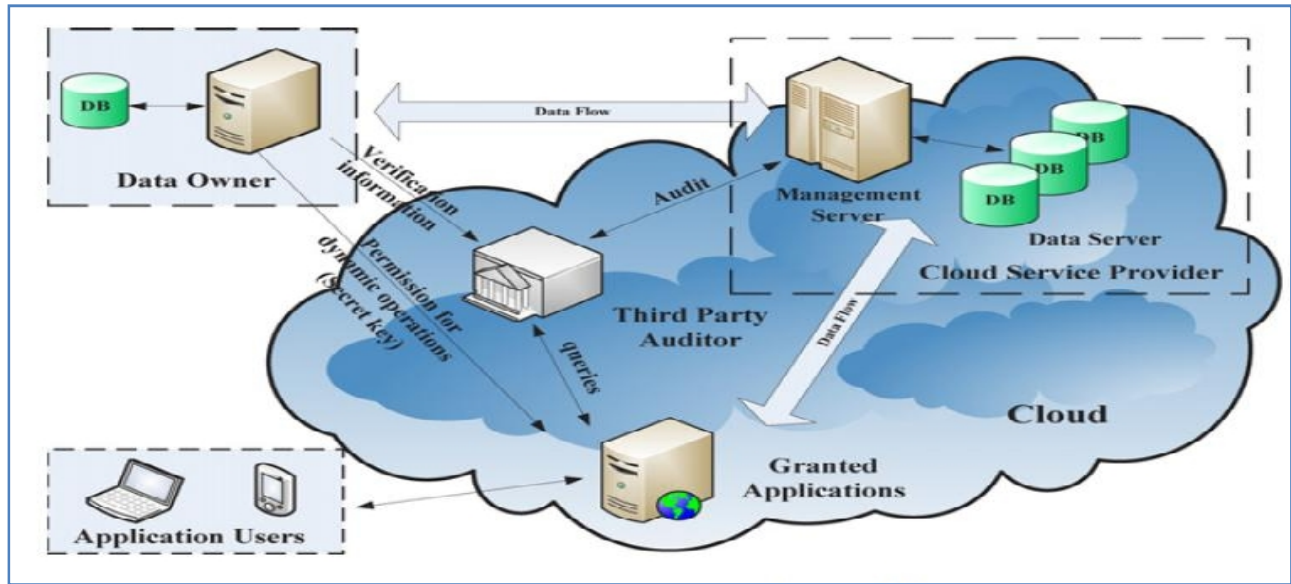 DB
Data Owner
Data Flow
Verification
information
Permission for
dynamic operations
(Secret key)
Audit
Management
Server
DB
DB
DB
Data Server
Cloud Service Provider
Third Party
Auditor
queries
Data Flow
Cloud
Granted
Applications
Application Users